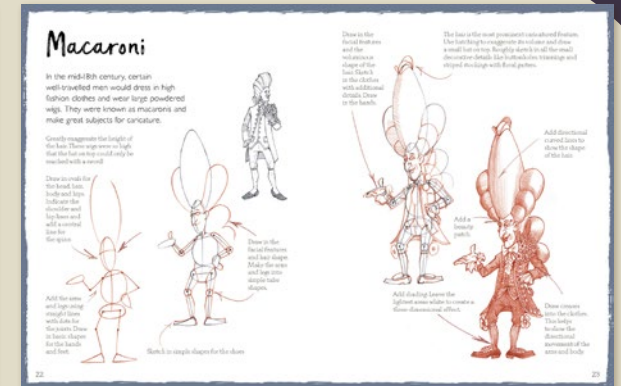 Macaroni
In the mid-18th century, certain
well-travelled men would dress in high
fashion clothes and wear large powdered
wigs. They were known as macaronis and
make great subjects for caricature.
Greatly exaggerate the height of
the hair. These wigs were so high
that the hat on top could only be
reached with a sword!
Draw in ovals for
the head, hair,
body and hips.
Indicate the
shoulder and
hip lines and
add a central
line for
the spine.
Add the arms
and legs using
straight lines
with dots for
the joints. Draw
in basic shapes
for the hands
and feet.
Draw in the
facial features
and hair shape.
Make the arms
and legs into
simple tube
shapes.
Sketch in simple shapes for the shoes
22
Draw in the
facial features
and the
voluminous
shape of the
hair. Sketch
in the clothes
with additional
details. Draw
in the hands.
The hair is the most prominent caricatured feature.
Use hatching to exaggerate its volume and draw
a small hat on top. Roughly sketch in all the small
decorative details like buttonholes, trimmings and
striped stockings with floral garters.
Add directional
curved lines to
show the shape
of the hair.
Add a
beauty
patch.
Add shading. Leave the
lightest areas white to create a
three-dimensional effect.
Draw creases
into the clothes.
This helps
to show the
directional
movement of the
arms and body.
23